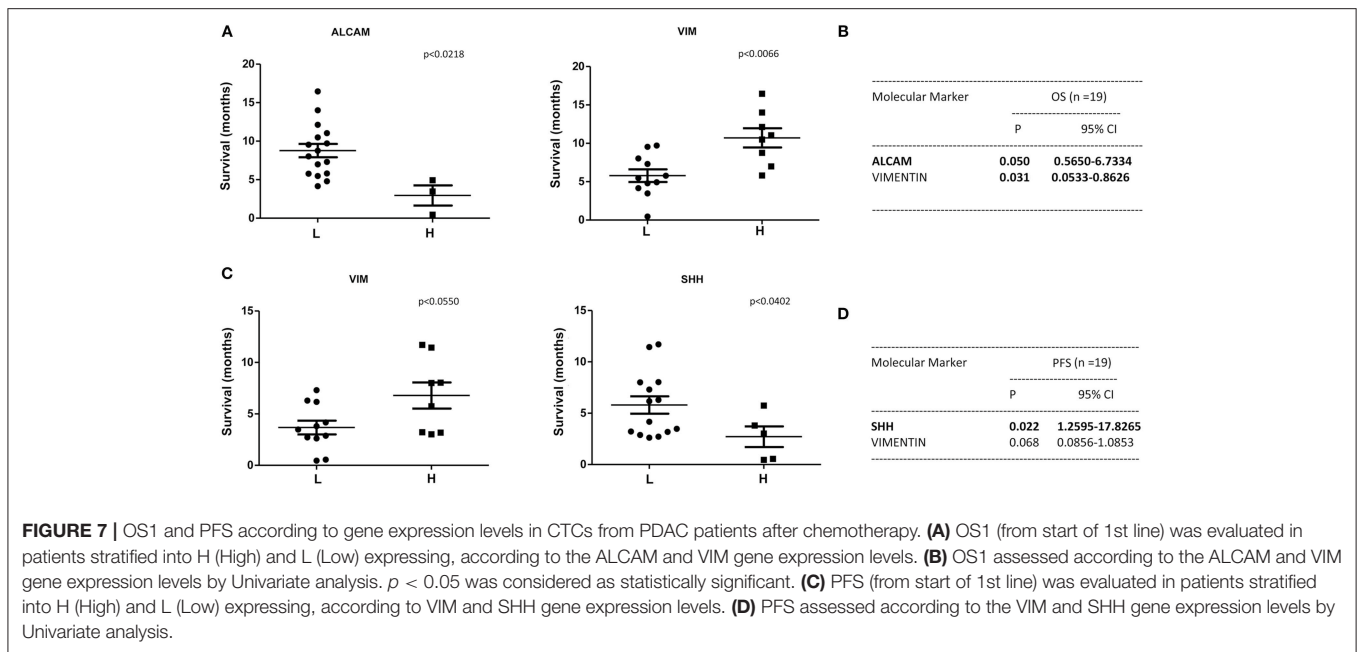 A
ALCAM
p<0.0218
Survival (months)
20
15
10
5
0
L
H
VIM
p<0.0066
Survival (months)
20
15
10
5
0
L
H
B
Molecular Marker OS (n =19)
P 95% CI
ALCAM 0.050 0.5650-6.7334
VIMENTIN 0.031 0.0533-0.8626
C
VIM
p<0.0550
Survival (months)
15
10
5
0
L
H
SHH
p<0.0402
Survival (months)
15
10
5
0
L
H
D
Molecular Marker PFS (n =19)
P 95% CI
SHH 0.022 1.2595-17.8265
VIMENTIN 0.068 0.0856-1.0853
FIGURE 7 | OS1 and PFS according to gene expression levels in CTCs from PDAC patients after chemotherapy. (A) OS1 (from start of 1st line) was evaluated in
patients stratified into H (High) and L (Low) expressing, according to the ALCAM and VIM gene expression levels. (B) OS1 assessed according to the ALCAM and VIM
gene expression levels by Univariate analysis. p < 0.05 was considered as statistically significant. (C) PFS (from start of 1st line) was evaluated in patients stratified
into H (High) and L (Low) expressing, according to VIM and SHH gene expression levels. (D) PFS assessed according to the VIM and SHH gene expression levels by
Univariate analysis.